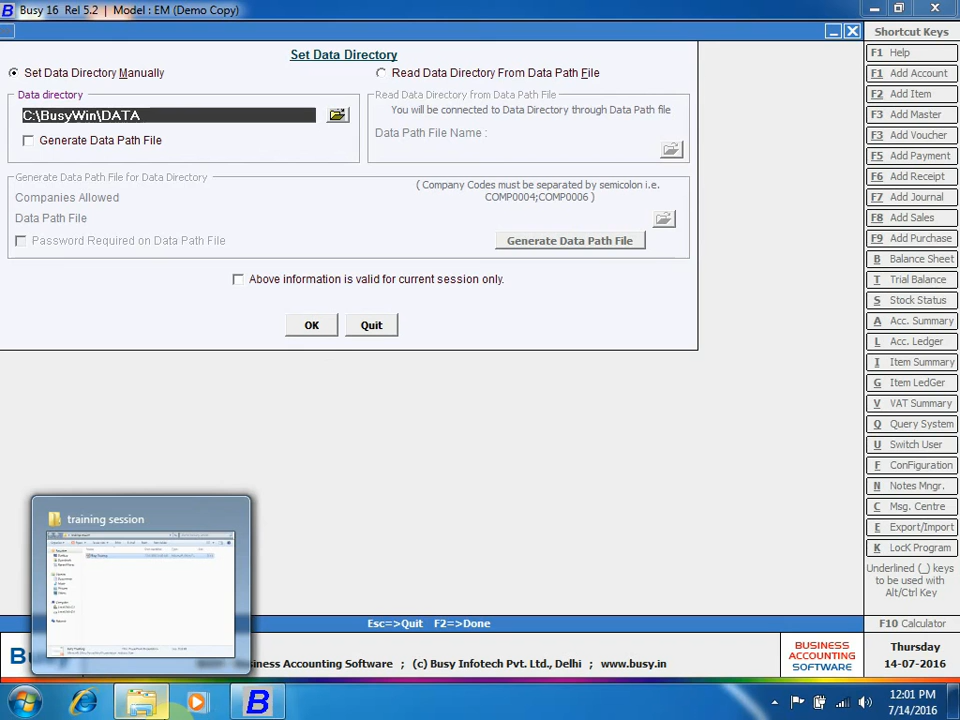 Busy 16 Rel 5.2 | Model : EM (Demo Copy)
Shortcut Keys
Set Data Directory
Set Data Directory Manually
Read Data Directory From Data Path File
Data directory
C:\BusyWin\DATA
Generate Data Path File
Read Data Directory from Data Path File
You will be connected to Data Directory through Data Path file
Data Path File Name :
Generate Data Path File for Data Directory
( Company Codes must be separated by semicolon i.e.
COMP0004;COMP0006 )
Companies Allowed
Data Path File
Password Required on Data Path File
Generate Data Path File
Above information is valid for current session only.
OK
Quit
F1 Help
F1 Add Account
F2 Add Item
F3 Add Master
F3 Add Voucher
F5 Add Payment
F6 Add Receipt
F7 Add Journal
F8 Add Sales
F9 Add Purchase
B Balance Sheet
T Trial Balance
S Stock Status
A Acc. Summary
L Acc. Ledger
I Item Summary
G Item LedGer
V VAT Summary
Q Query System
U Switch User
F ConFiguration
N Notes Mngr.
C Msg. Centre
E Export/Import
K LocK Program
Underlined (_) keys
to be used with
Alt/Ctrl Key
F10 Calculator
training session
Esc=>Quit F2=>Done
siness Accounting Software ; (c) Busy Infotech Pvt. Ltd., Delhi ; www.busy.in
BUSINESS
ACCOUNTING
SOFTWARE
Thursday
14-07-2016
12:01 PM
7/14/2016